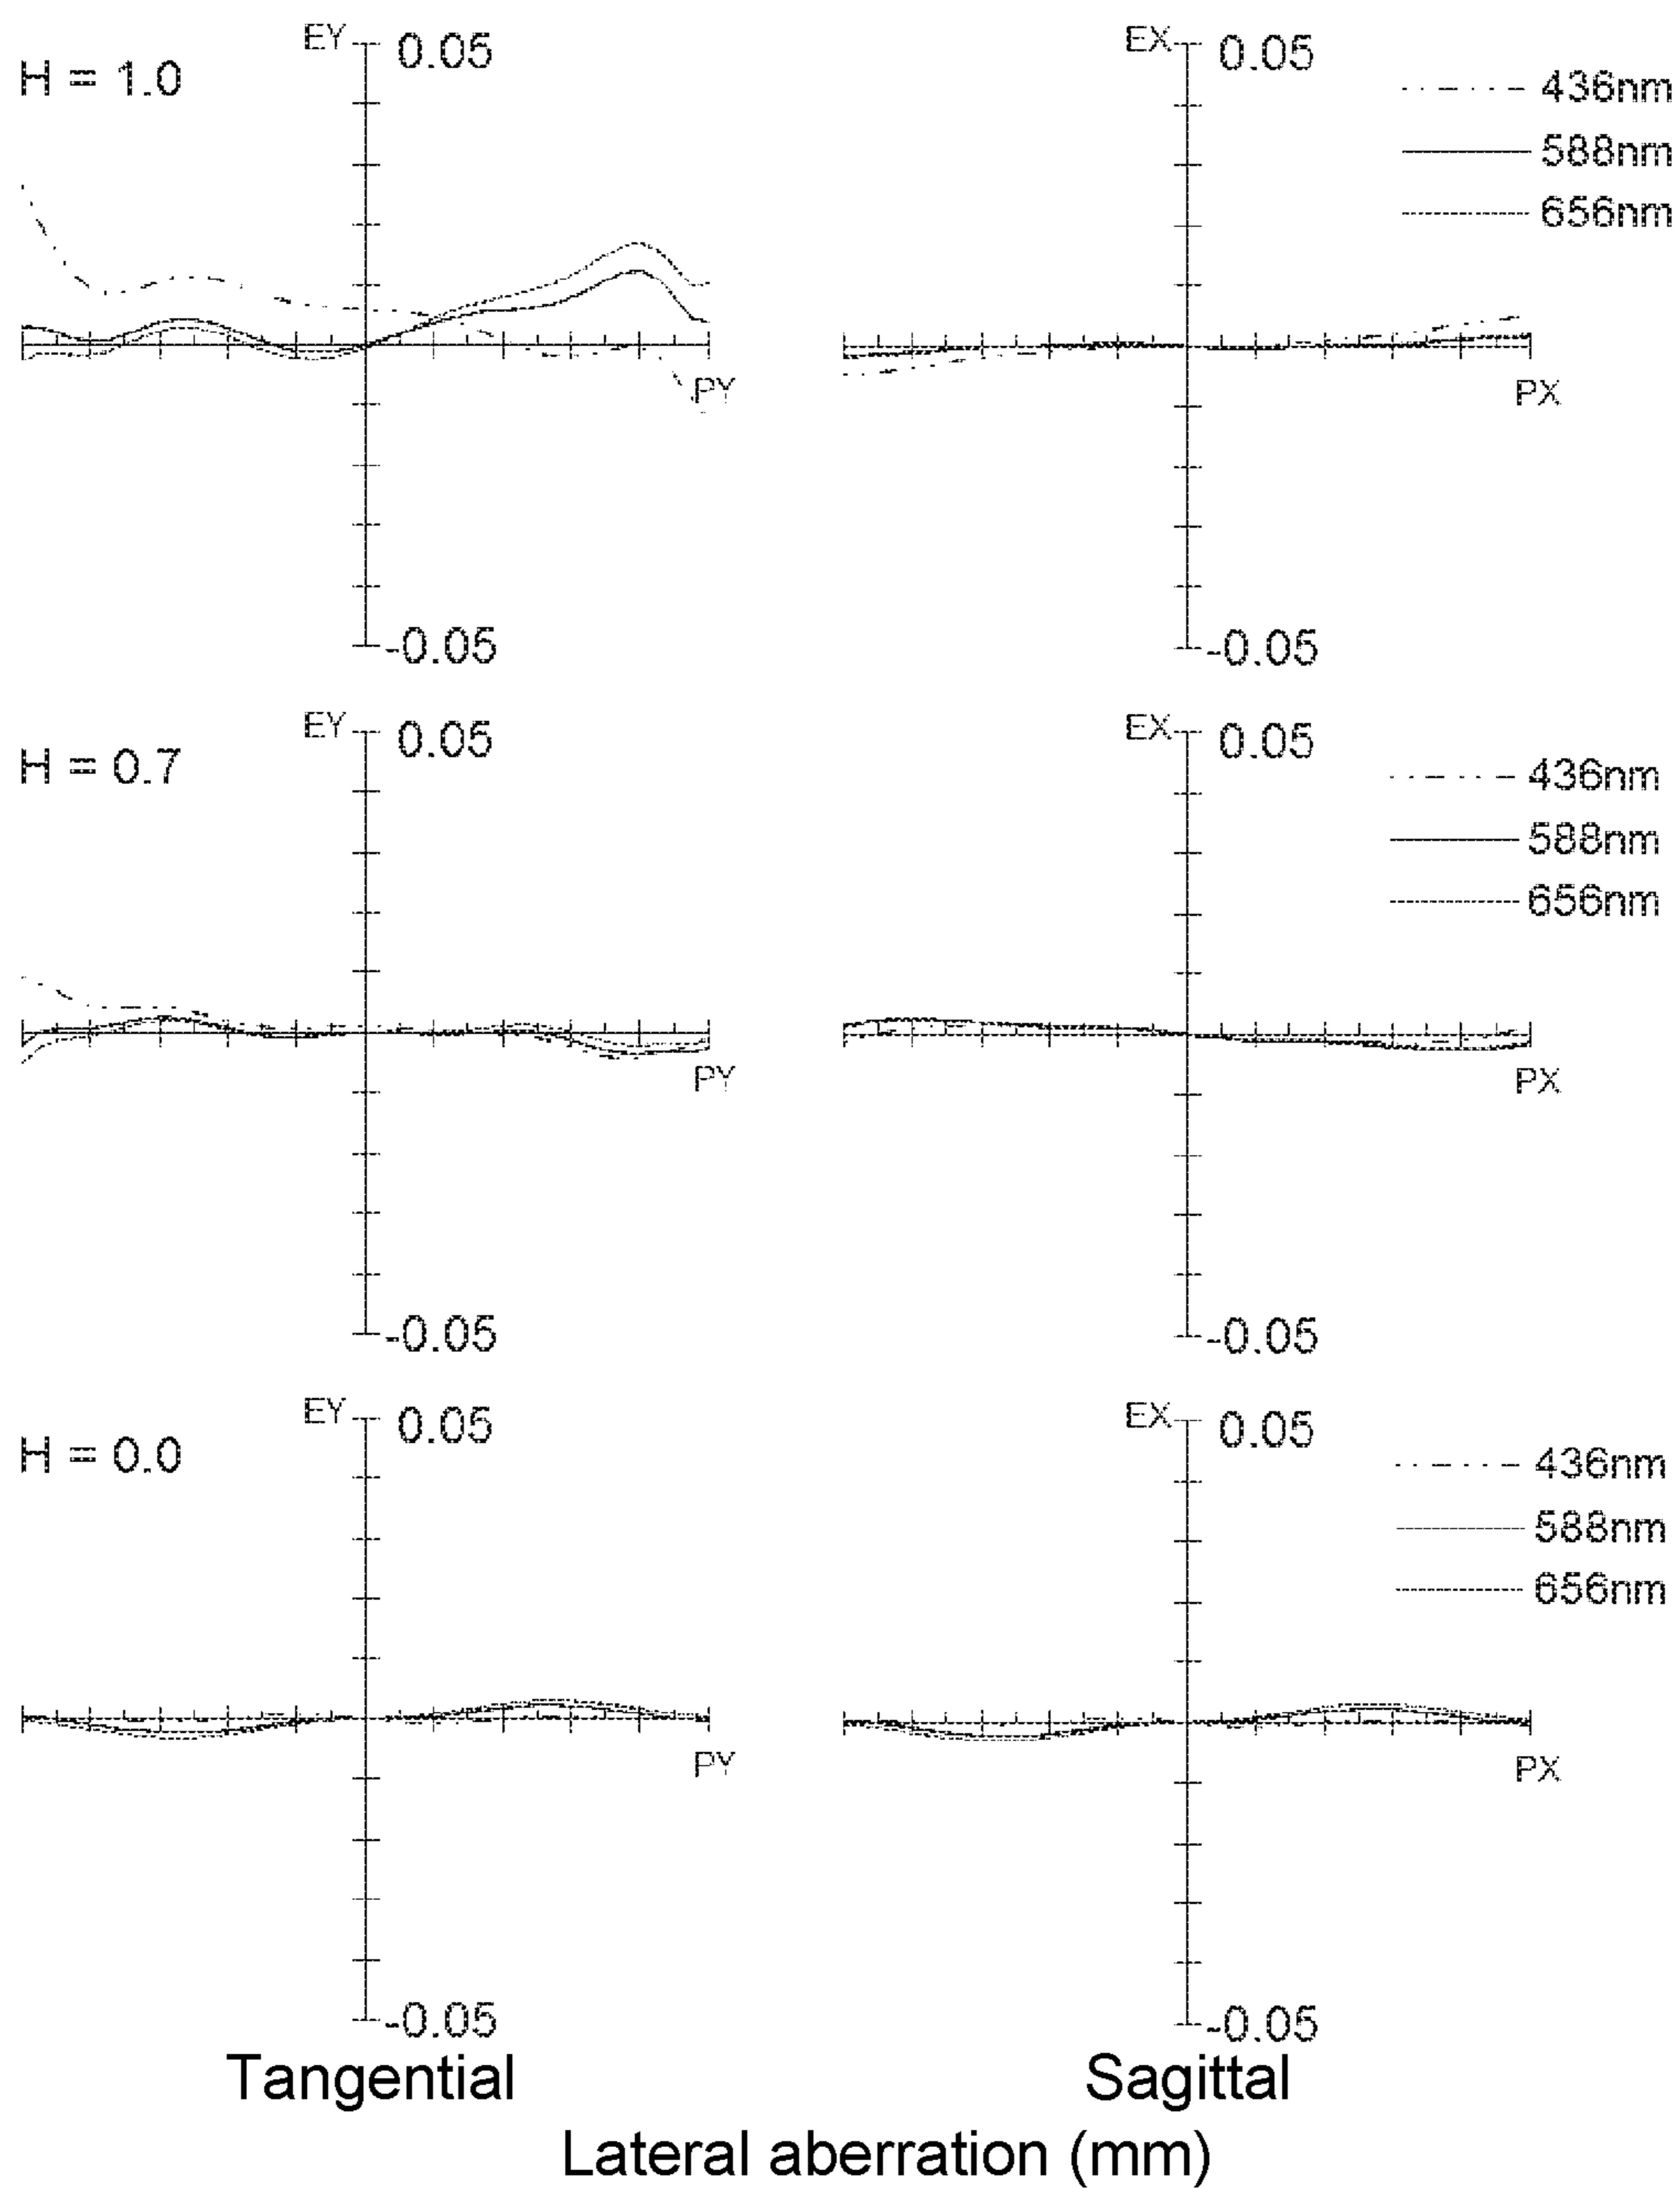 H = 1.0
EY 0.05
EX 0.05
436nm
588nm
656nm
PY
PX
-0.05
-0.05
H = 0.7
EY 0.05
EX 0.05
436nm
588nm
656nm
PY
PX
-0.05
-0.05
H = 0.0
EY 0.05
EX 0.05
436nm
588nm
656nm
PY
PX
-0.05
-0.05
Tangential
Sagittal
Lateral aberration (mm)